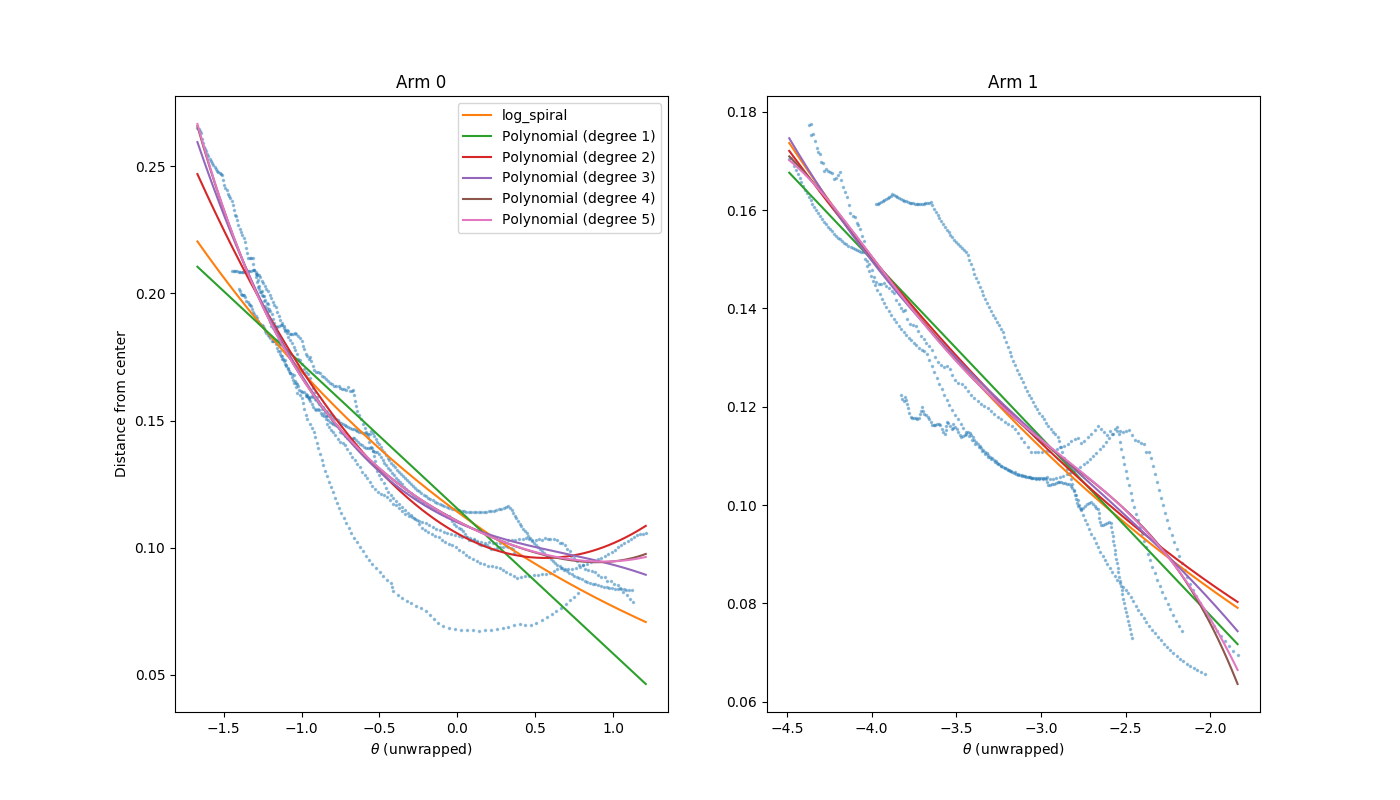 Arm 0
log_spiral
Polynomial (degree 1)
Polynomial (degree 2)
Polynomial (degree 3)
Polynomial (degree 4)
Polynomial (degree 5)
0.25
0.20
0.15
0.10
0.05
Distance from center
−1.5 −1.0 −0.5 0.0 0.5 1.0
θ (unwrapped)
Arm 1
0.18
0.16
0.14
0.12
0.10
0.08
0.06
−4.5 −4.0 −3.5 −3.0 −2.5 −2.0
θ (unwrapped)